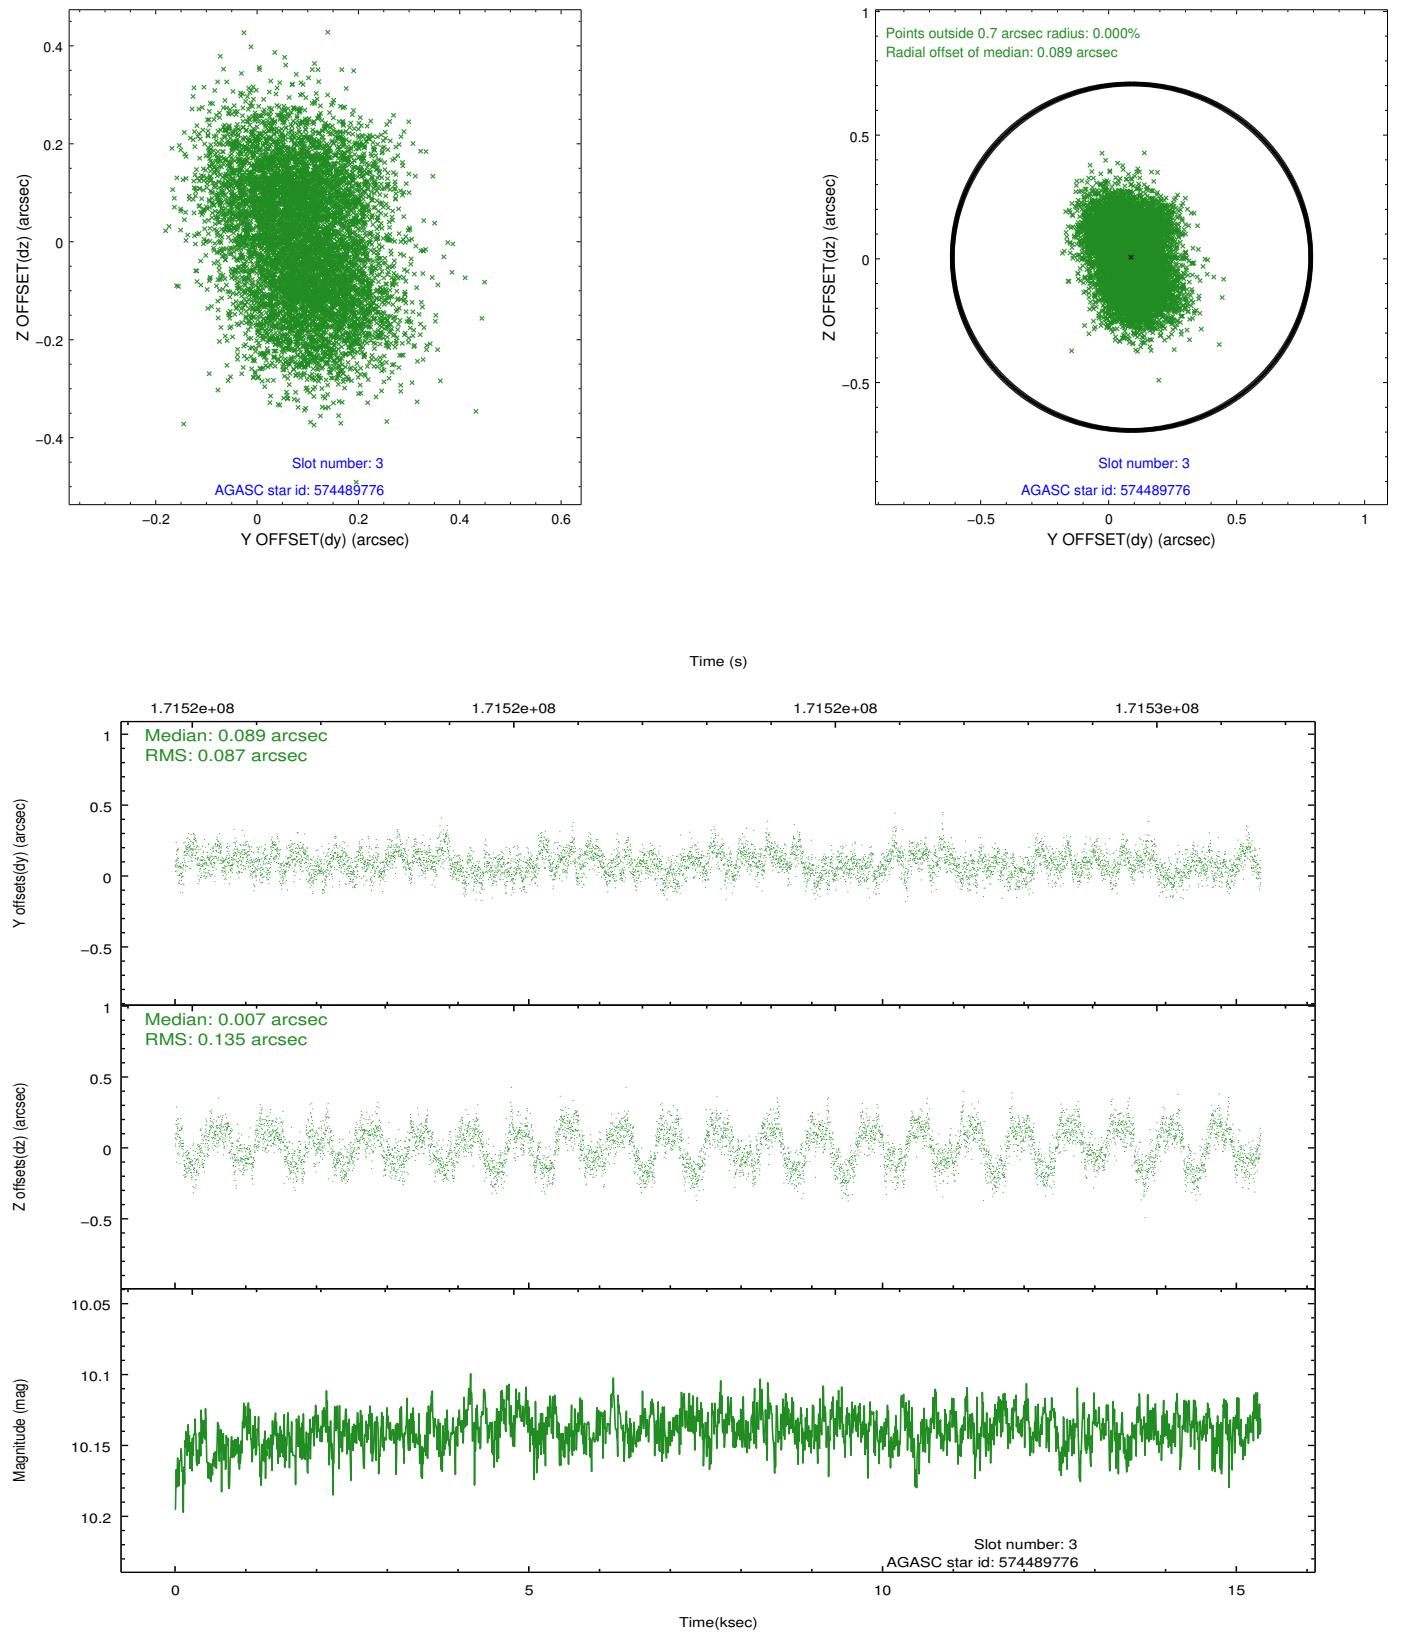 0.4
0.2
0
−0.2
−0.4
Z OFFSET(dz) (arcsec)
Slot number: 3
AGASC star id: 574489776
−0.2
0
0.2
0.4
0.6
Y OFFSET(dy) (arcsec)
1
0.5
0
−0.5
Z OFFSET(dz) (arcsec)
Points outside 0.7 arcsec radius: 0.000%
Radial offset of median: 0.089 arcsec
Slot number: 3
AGASC star id: 574489776
−0.5
0
0.5
1
Y OFFSET(dy) (arcsec)
Time (s)
1.7152e+08
1.7152e+08
1.7152e+08
1.7153e+08
Median: 0.089 arcsec
RMS: 0.087 arcsec
1
0.5
0
−0.5
Y offsets(dy) (arcsec)
Median: 0.007 arcsec
RMS: 0.135 arcsec
1
0.5
0
−0.5
Z offsets(dz) (arcsec)
10.05
10.1
10.15
10.2
Magnitude (mag)
Slot number: 3
AGASC star id: 574489776
0
5
10
15
Time(ksec)